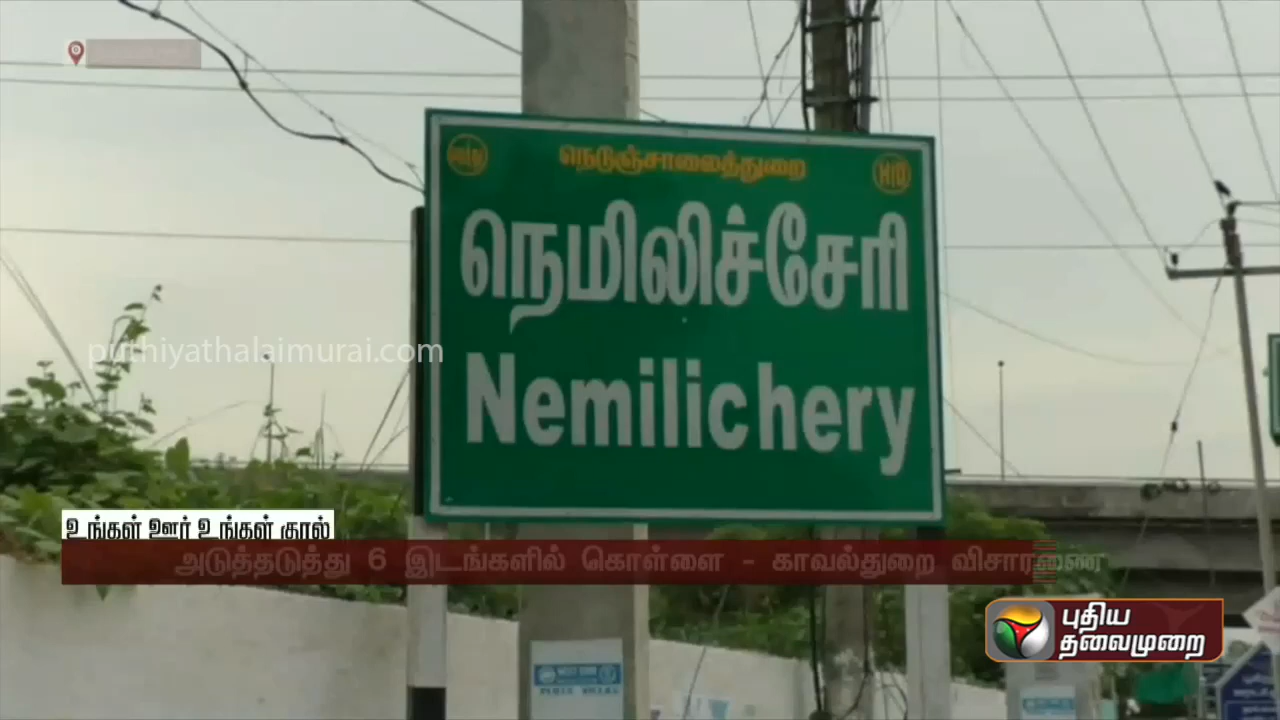 நெடுஞ்சாலைத்துறை
நெமிலிச்சேரி
Nemilichery
puthiyathalaimurai.com
உங்கள் ஊர் உங்கள் குரல்
அடுத்தடுத்து 6 இடங்களில் கொள்ளை - காவல்துறை விசாரணை
புதிய
தலைமுறை